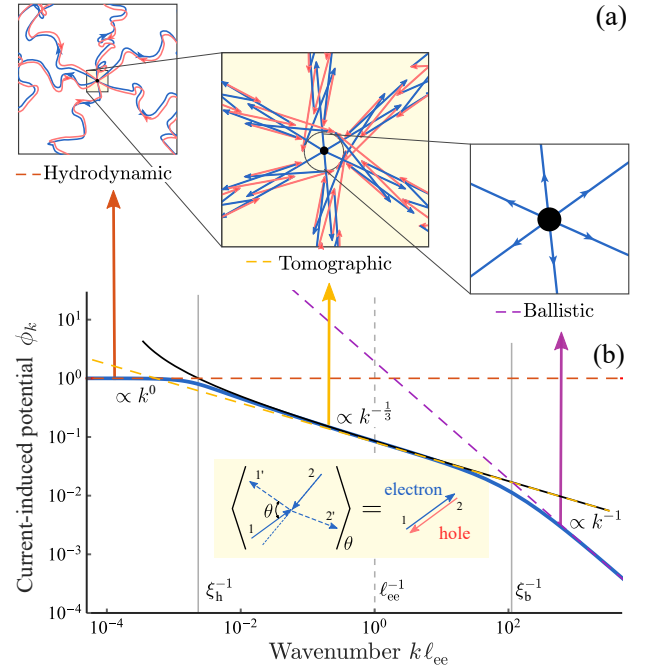 (a)
Hydrodynamic
Tomographic
Ballistic
(b)
Current-induced potential ϕ_k
10^1
10^0
10^{-1}
10^{-2}
10^{-3}
10^{-4}
∝ k^0
∝ k^{-1/3}
∝ k^{-1}
1' 2
θ
1 2'
θ
=
electron
1 2
hole
ξ_h^{-1}
ℓ_ee^{-1}
ξ_b^{-1}
10^{-4} 10^{-2} 10^0 10^2
Wavenumber k ℓ_ee